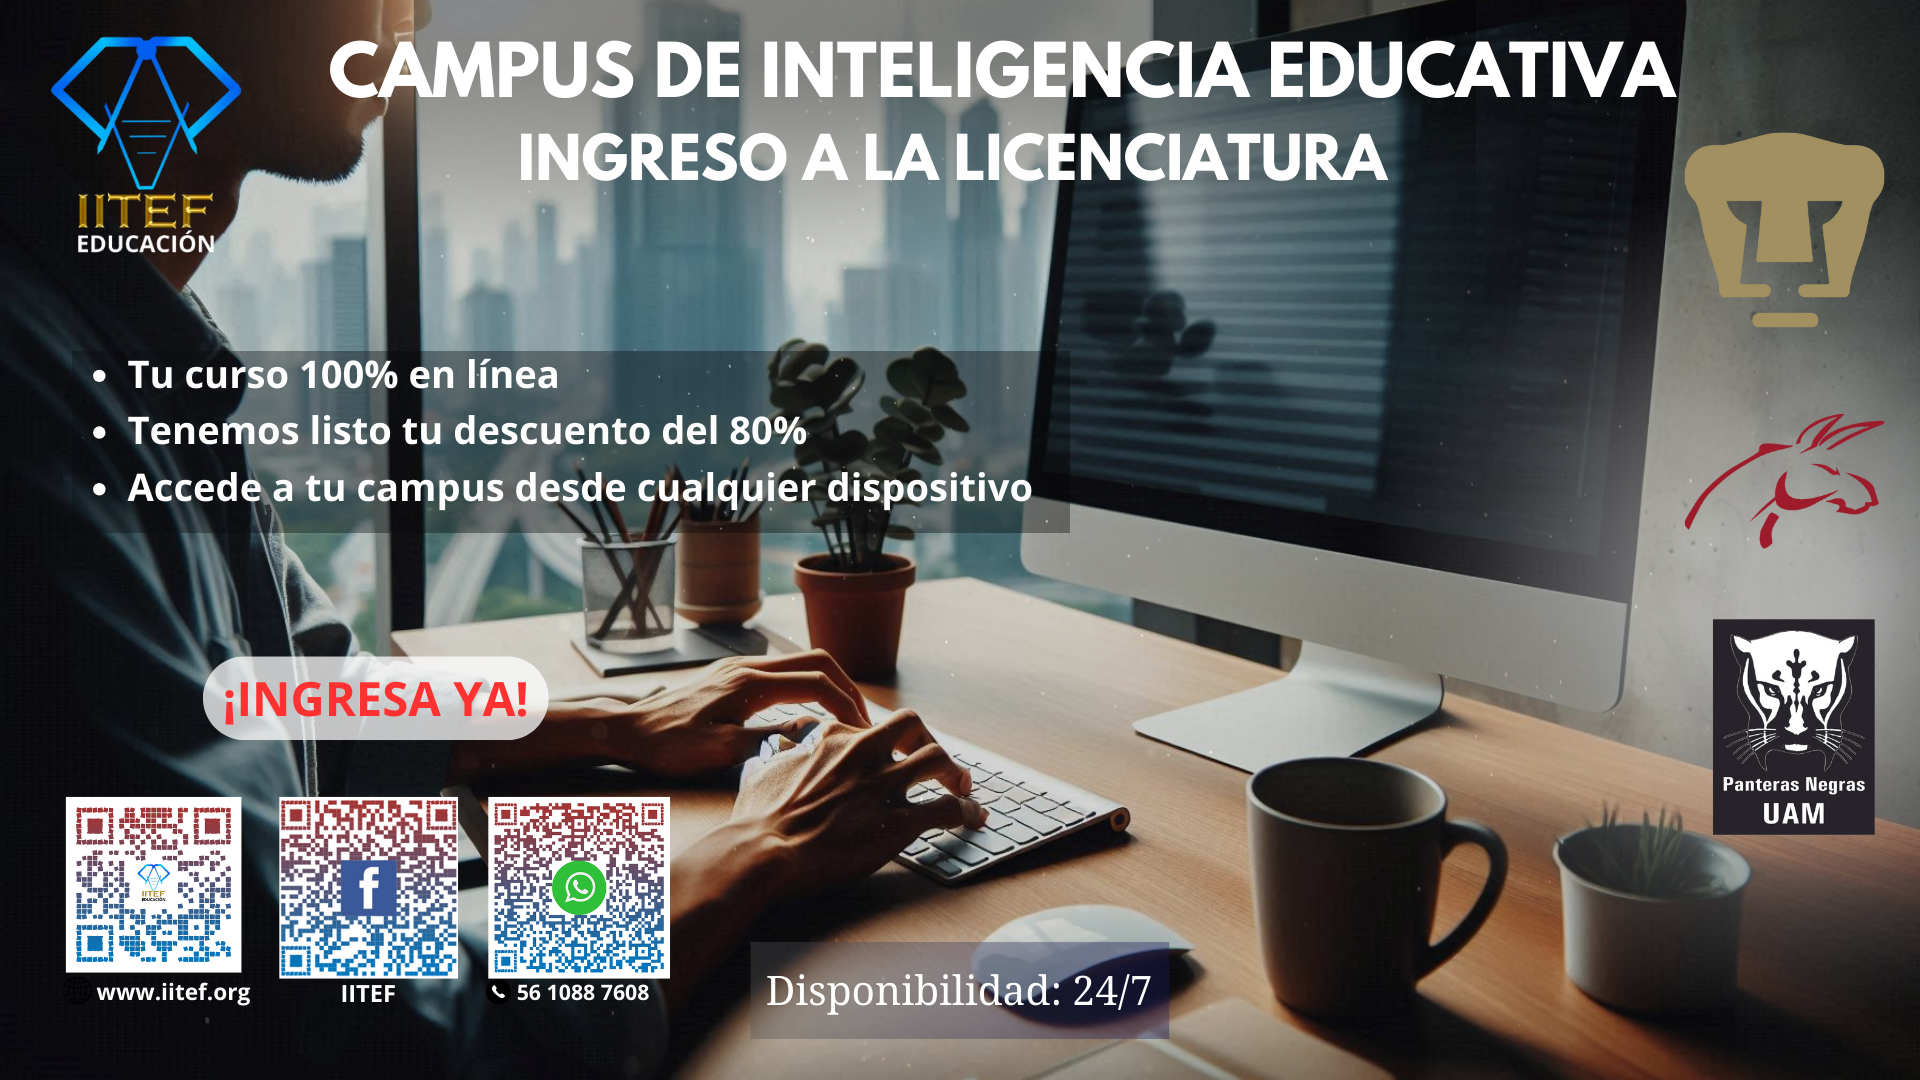 CAMPUS DE INTELIGENCIA EDUCATIVA
INGRESO A LA LICENCIATURA
IITEF
EDUCACIÓN
• Tu curso 100% en línea
• Tenemos listo tu descuento del 80%
• Accede a tu campus desde cualquier dispositivo
¡INGRESA YA!
Panteras Negras
UAM
IITEF
EDUCACIÓN
www.iitef.org
IITEF
56 1088 7608
Disponibilidad: 24/7